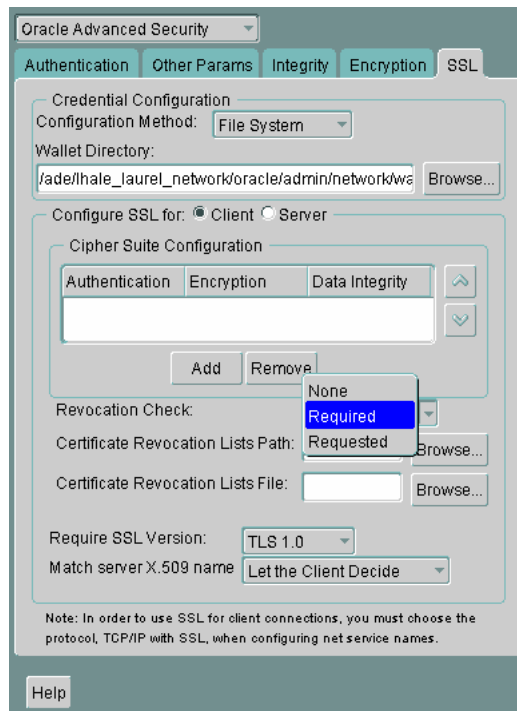 Oracle Advanced Security
Authentication Other Params Integrity Encryption SSL
Credential Configuration
Configuration Method: File System
Wallet Directory:
/ade/lhale_laurel_network/oracle/admin/network/wa Browse...
Configure SSL for: Client Server
Cipher Suite Configuration
Authentication Encryption Data Integrity
Add Remove
None
Revocation Check: Required
Requested
Certificate Revocation Lists Path: Browse...
Certificate Revocation Lists File: Browse...
Require SSL Version: TLS 1.0
Match server X.509 name Let the Client Decide
Note: In order to use SSL for client connections, you must choose the
protocol, TCP/IP with SSL, when configuring net service names.
Help